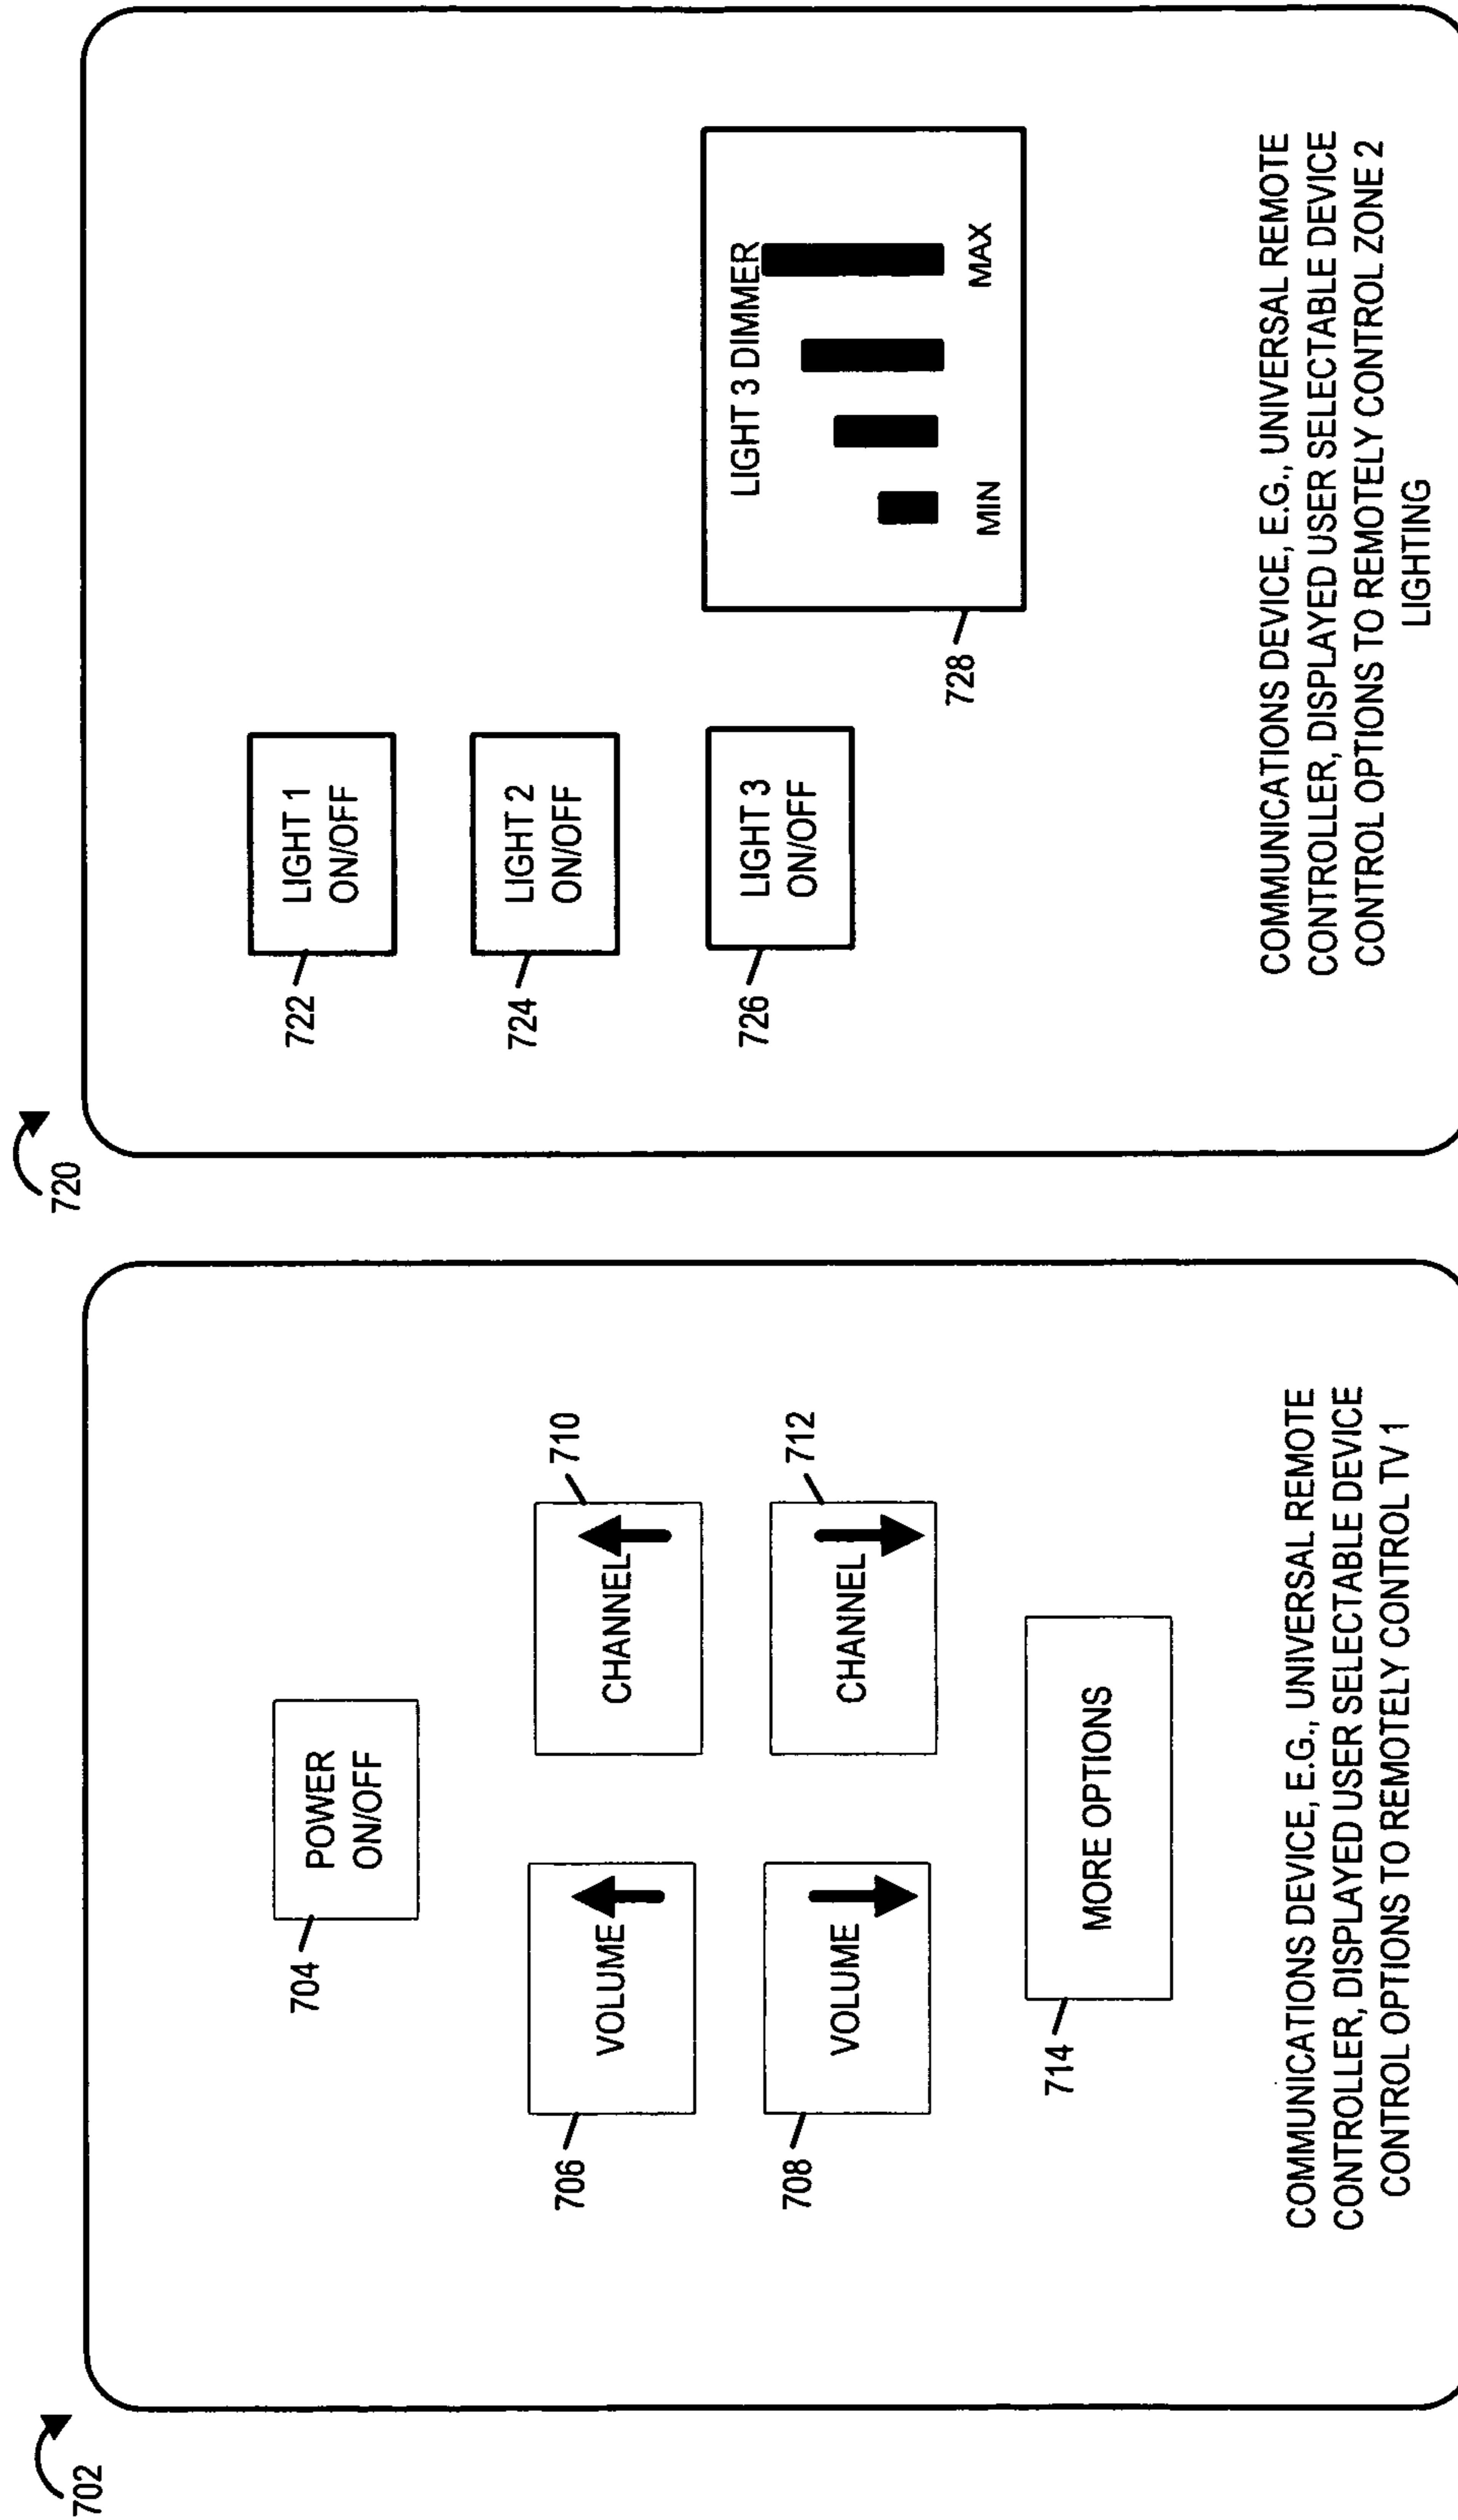 702
704
POWER
ON/OFF
706
VOLUME
CHANNEL
710
708
VOLUME
CHANNEL
712
714
MORE OPTIONS
COMMUNICATIONS DEVICE, E.G., UNIVERSAL REMOTE
CONTROLLER, DISPLAYED USER SELECTABLE DEVICE
CONTROL OPTIONS TO REMOTELY CONTROL TV 1
720
722
LIGHT 1
ON/OFF
724
LIGHT 2
ON/OFF
726
LIGHT 3
ON/OFF
LIGHT 3 DIMMER
MIN
MAX
728
COMMUNICATIONS DEVICE, E.G., UNIVERSAL REMOTE
CONTROLLER, DISPLAYED USER SELECTABLE DEVICE
CONTROL OPTIONS TO REMOTELY CONTROL ZONE 2
LIGHTING